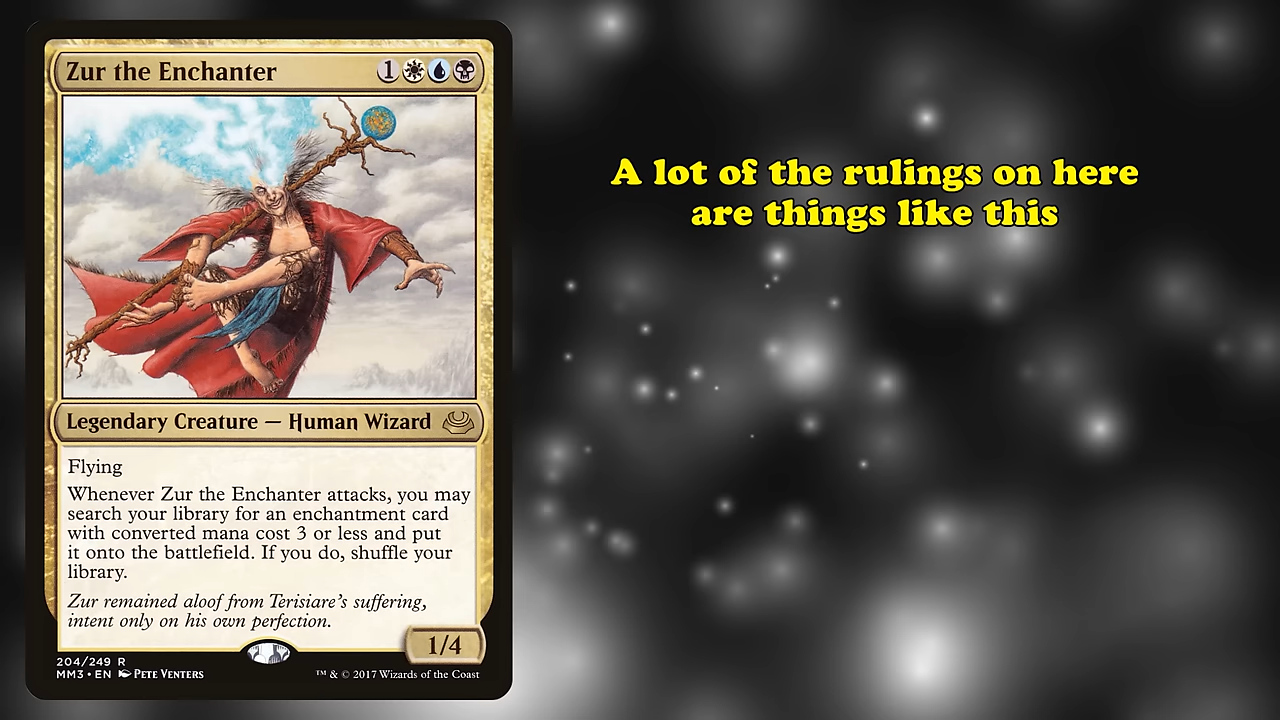 Zur the Enchanter
1
A lot of the rulings on here
are things like this
Legendary Creature — Human Wizard
Flying
Whenever Zur the Enchanter attacks, you may
search your library for an enchantment card
with converted mana cost 3 or less and put
it onto the battlefield. If you do, shuffle your
library.
Zur remained aloof from Terisiare's suffering,
intent only on his own perfection.
1/4
204/249 R
MM3 • EN PETE VENTERS
™ & © 2017 Wizards of the Coast